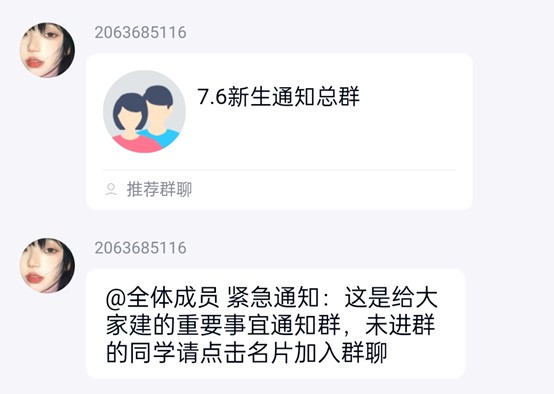 2063685116
7.6新生通知总群
推荐群聊
2063685116
@全体成员 紧急通知：这是给大
家建的重要事宜通知群，未进群
的同学请点击名片加入群聊